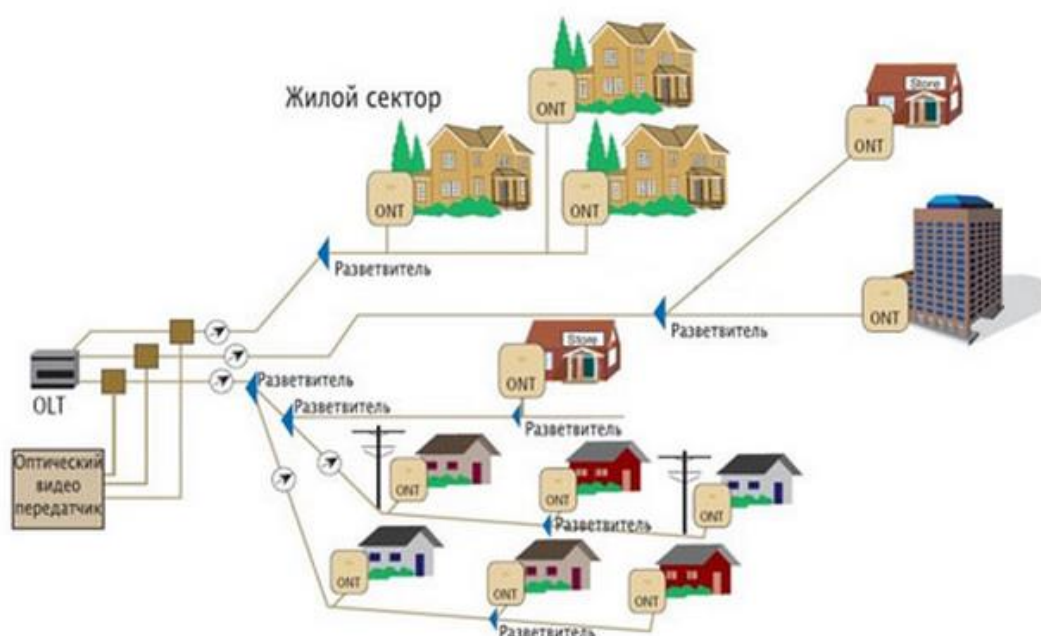 Жилой сектор
ONT
Store
ONT
ONT
ONT
Разветвитель
ONT
Разветвитель
Store
ONT
Разветвитель
OLT
Разветвитель
Разветвитель
Оптический
видео
передатчик
ONT
ONT
ONT
Разветвитель
ONT
ONT
ONT
Разветвитель